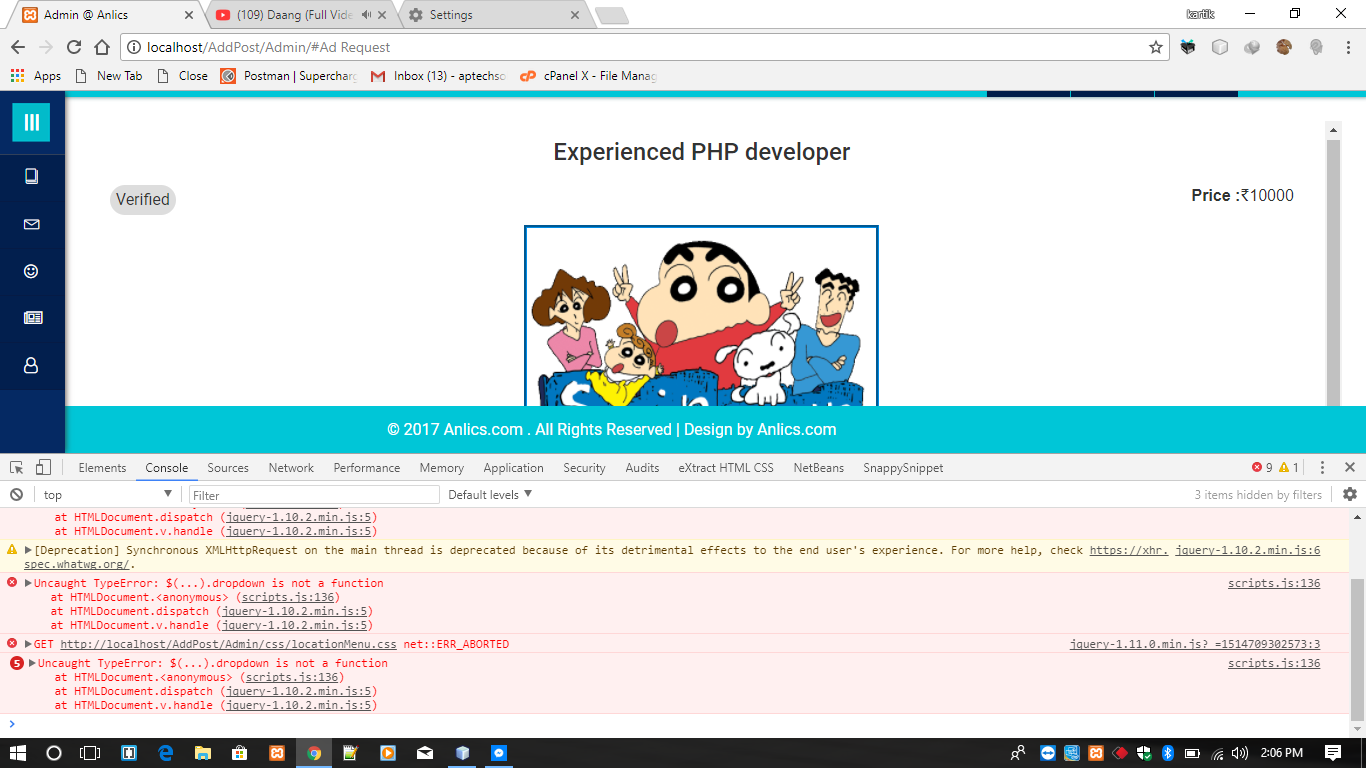 Admin @ Anlics
(109) Daang (Full Vide
Settings
kartik
localhost/AddPost/Admin/#Ad Request
Apps
New Tab
Close
Postman | Supercharg
Inbox (13) - aptechso
cPanel X - File Manag
Experienced PHP developer
Verified
Price :₹10000
© 2017 Anlics.com . All Rights Reserved | Design by Anlics.com
Elements
Console
Sources
Network
Performance
Memory
Application
Security
Audits
eXtract HTML CSS
NetBeans
SnappySnippet
9
1
top
Filter
Default levels
3 items hidden by filters
at HTMLDocument.dispatch (jquery-1.10.2.min.js:5)
at HTMLDocument.v.handle (jquery-1.10.2.min.js:5)
[Deprecation] Synchronous XMLHttpRequest on the main thread is deprecated because of its detrimental effects to the end user's experience. For more help, check https://xhr. jquery-1.10.2.min.js:6
spec.whatwg.org/.
Uncaught TypeError: $(...).dropdown is not a function scripts.js:136
at HTMLDocument.<anonymous> (scripts.js:136)
at HTMLDocument.dispatch (jquery-1.10.2.min.js:5)
at HTMLDocument.v.handle (jquery-1.10.2.min.js:5)
GET http://localhost/AddPost/Admin/css/locationMenu.css net::ERR_ABORTED jquery-1.11.0.min.js?_=1514709302573:3
5 Uncaught TypeError: $(...).dropdown is not a function scripts.js:136
at HTMLDocument.<anonymous> (scripts.js:136)
at HTMLDocument.dispatch (jquery-1.10.2.min.js:5)
at HTMLDocument.v.handle (jquery-1.10.2.min.js:5)
2:06 PM